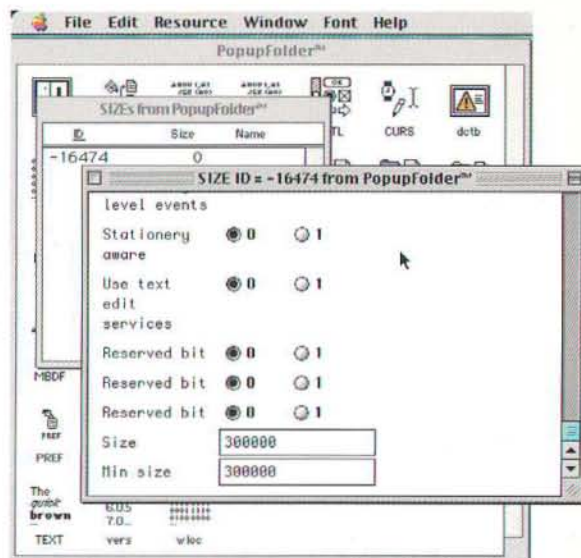 File Edit Resource Window Font Help
PopupFolder™
SIZEs from PopupFolder™
CURS
dctb
ID Size Name
-16474 0
SIZE ID = -16474 from PopupFolder™
level events
Stationery aware 0 1
Use text edit services 0 1
Reserved bit 0 1
Reserved bit 0 1
Reserved bit 0 1
Size 300000
Min size 300000
MBDF
PREF
PREF
The
quick
brown
6.0.5
7.0...
TEXT
vers
wloc